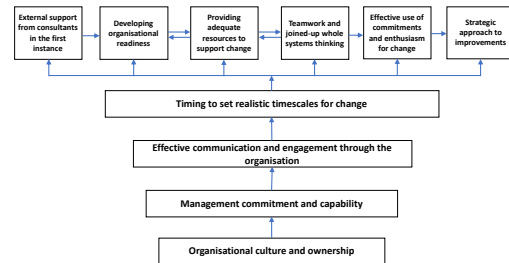 External support
from consultants
in the first
instance
Developing
organisational
readiness
Providing
adequate
resources to
support change
Teamwork and
joined-up whole
systems thinking
Effective use of
commitments
and enthusiasm
for change
Strategic
approach to
improvements
Timing to set realistic timescales for change
Effective communication and engagement through the
organisation
Management commitment and capability
Organisational culture and ownership